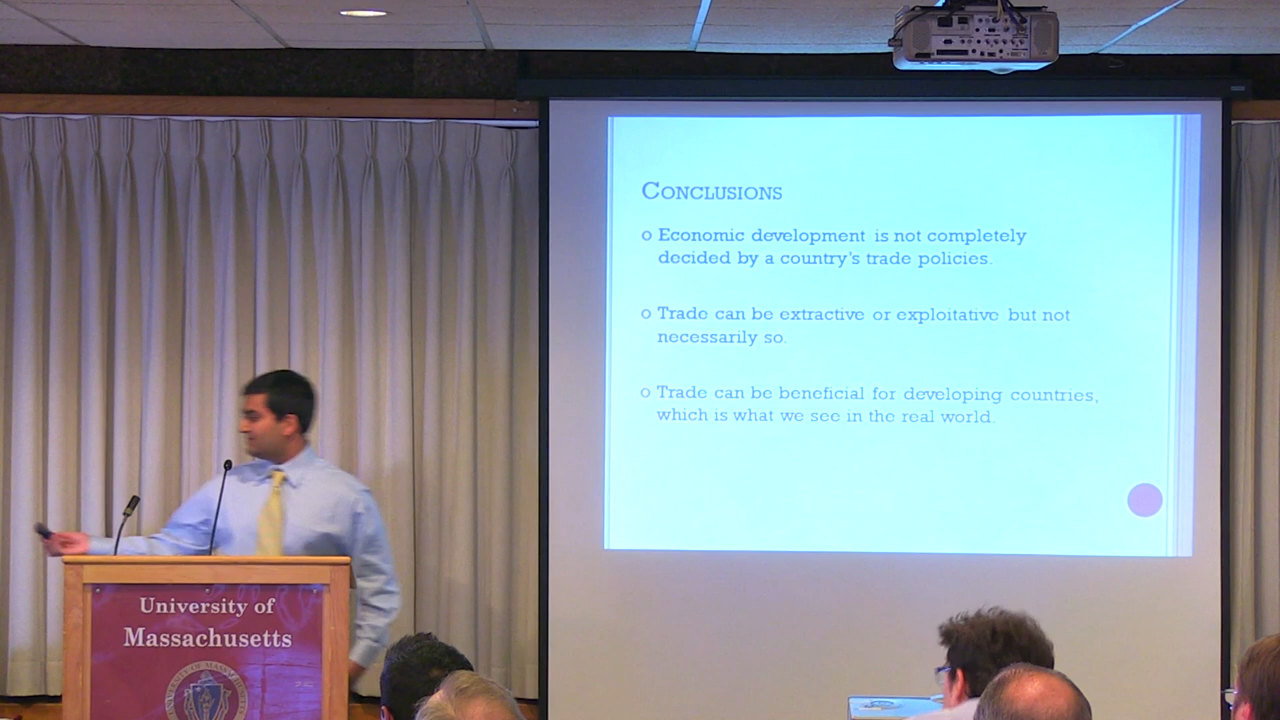 CONCLUSIONS
o Economic development is not completely
decided by a country's trade policies.
o Trade can be extractive or exploitative but not
necessarily so.
o Trade can be beneficial for developing countries,
which is what we see in the real world.
University of
Massachusetts